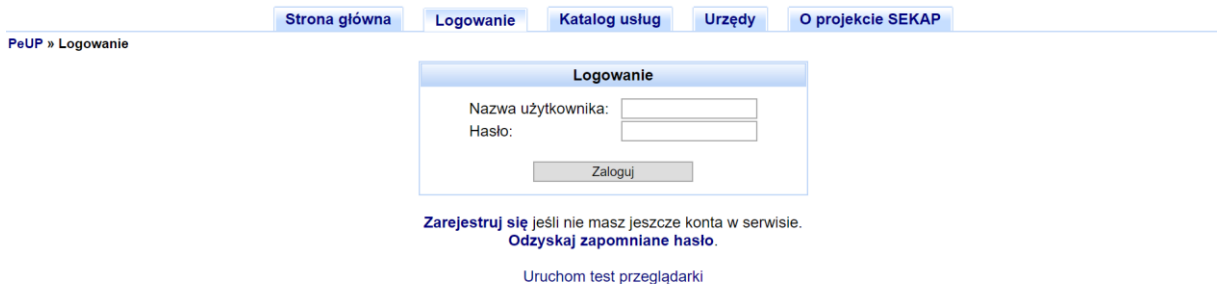 Strona główna Logowanie Katalog usług Urzędy O projekcie SEKAP
PeUP » Logowanie
Logowanie
Nazwa użytkownika:
Hasło:
Zaloguj
Zarejestruj się jeśli nie masz jeszcze konta w serwisie.
Odzyskaj zapomniane hasło.
Uruchom test przeglądarki